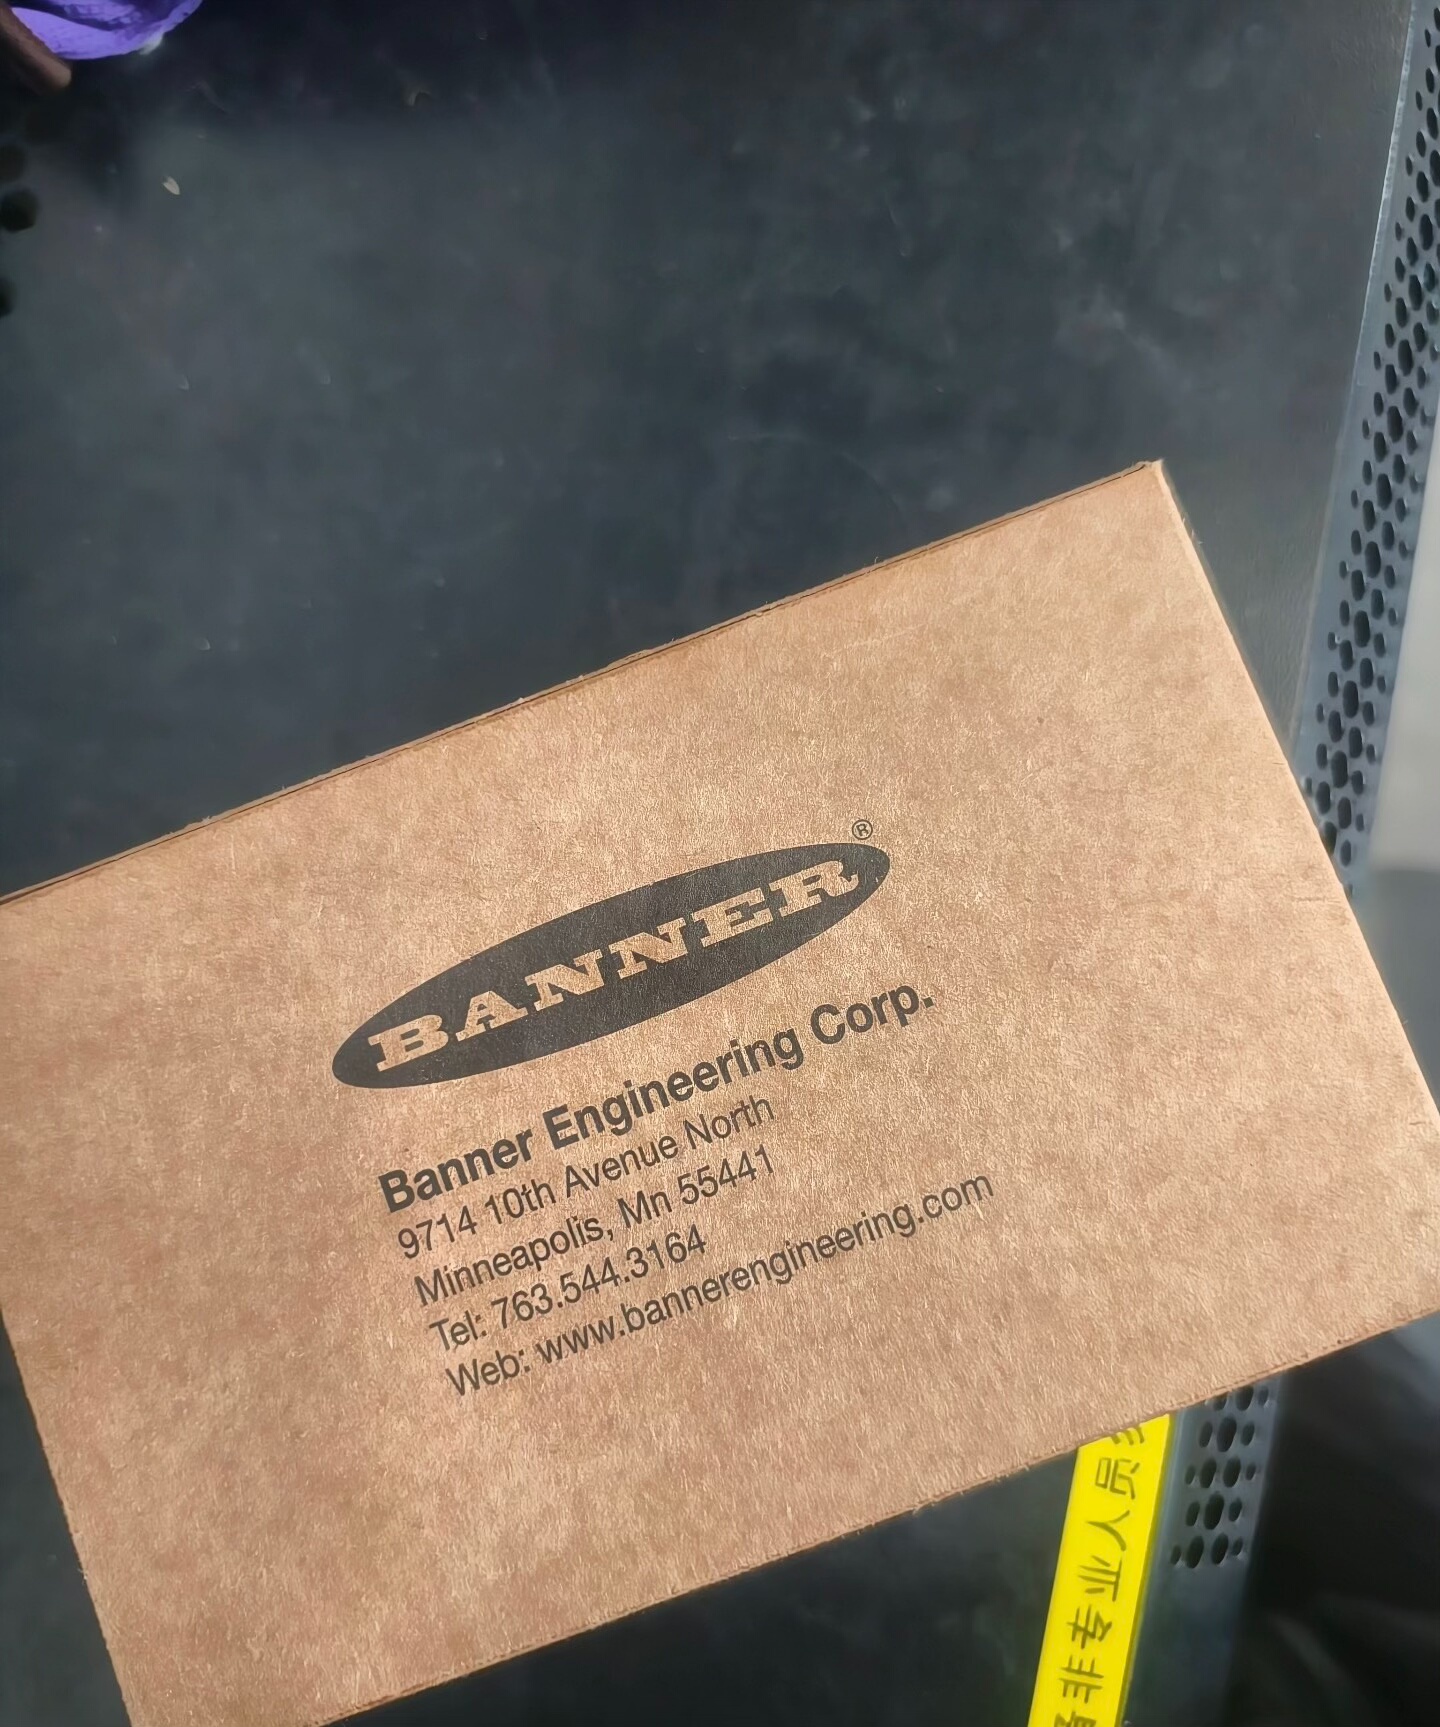 BANNER®
Banner Engineering Corp.
9714 10th Avenue North
Minneapolis, Mn 55441
Tel: 763.544.3164
Web: www.bannerengineering.com
非专业人员